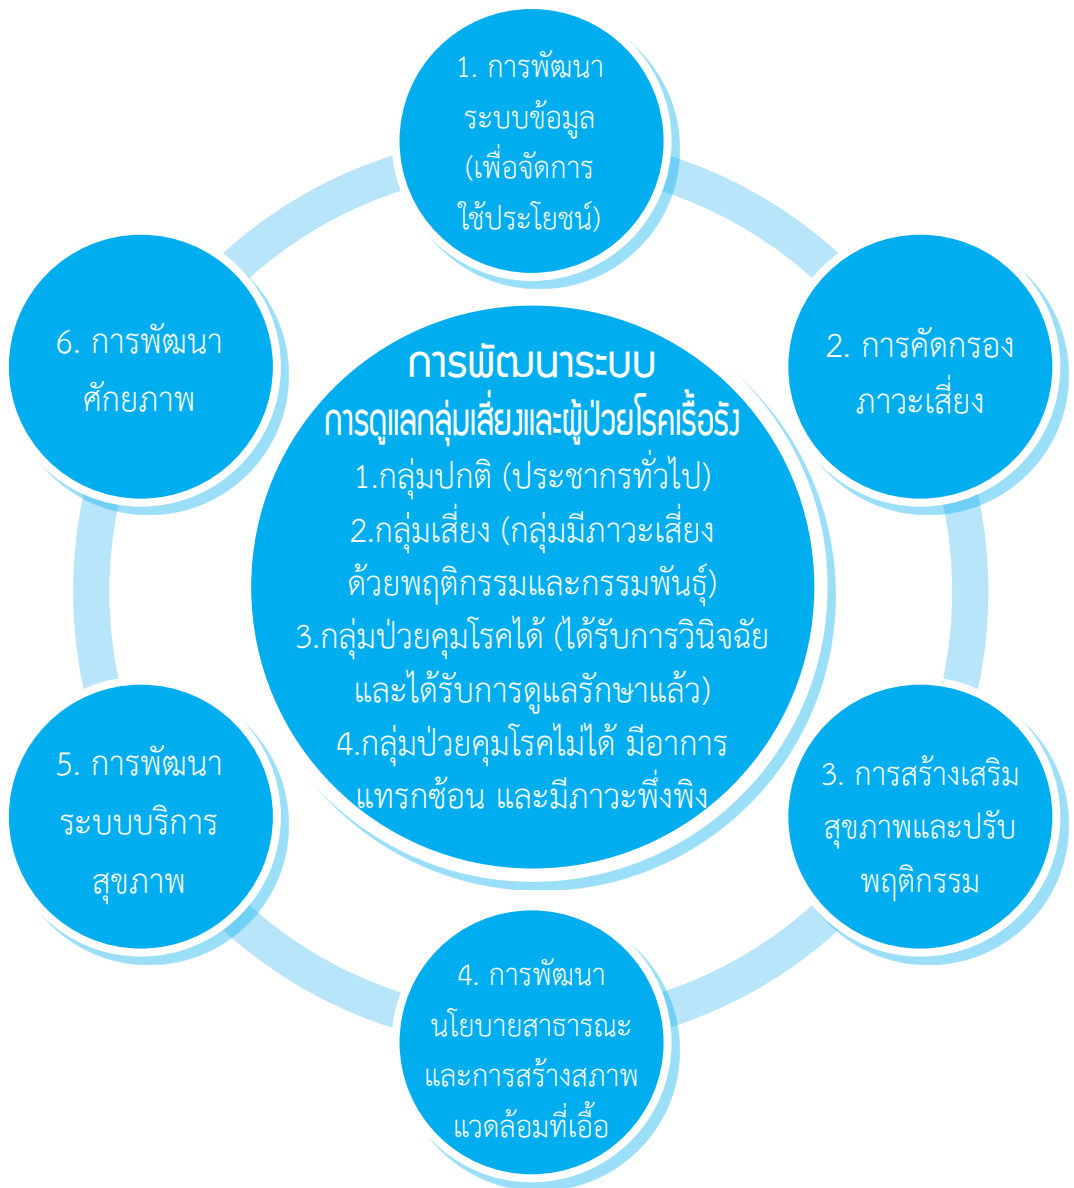 1. การพัฒนา
ระบบข้อมูล
(เพื่อจัดการ
ใช้ประโยชน์)
2. การคัดกรอง
ภาวะเสี่ยง
3. การสร้างเสริม
สุขภาพและปรับ
พฤติกรรม
4. การพัฒนา
นโยบายสาธารณะ
และการสร้างสภาพ
แวดล้อมที่เอื้อ
5. การพัฒนา
ระบบบริการ
สุขภาพ
6. การพัฒนา
ศักยภาพ
การพัฒนาระบบ
การดูแลกลุ่มเสี่ยงและผู้ป่วยโรคเรื้อรัง
1.กลุ่มปกติ (ประชากรทั่วไป)
2.กลุ่มเสี่ยง (กลุ่มมีภาวะเสี่ยง
ด้วยพฤติกรรมและกรรมพันธุ์)
3.กลุ่มป่วยคุมโรคได้ (ได้รับการวินิจฉัย
และได้รับการดูแลรักษาแล้ว)
4.กลุ่มป่วยคุมโรคไม่ได้ มีอาการ
แทรกซ้อน และมีภาวะพึ่งพิง